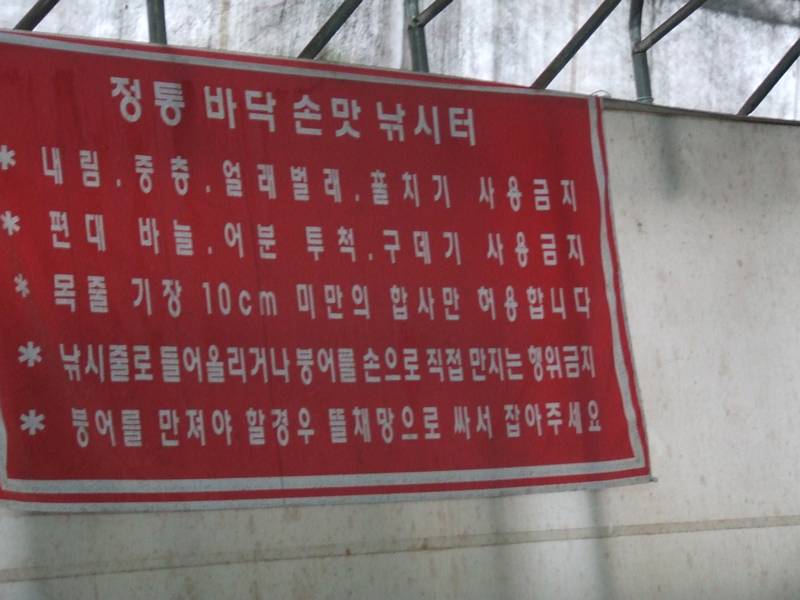 정통 바닥 손맛 낚시터
* 내림.중층.얼레벌레.훌치기 사용금지
* 편대 바늘.어분 투척.구데기 사용금지
* 목줄 기장 10cm 미만의 합사만 허용합니다
* 낚시줄로 들어올리거나 붕어를 손으로 직접 만지는 행위금지
* 붕어를 만져야 할경우 뜰채망으로 싸서 잡아주세요